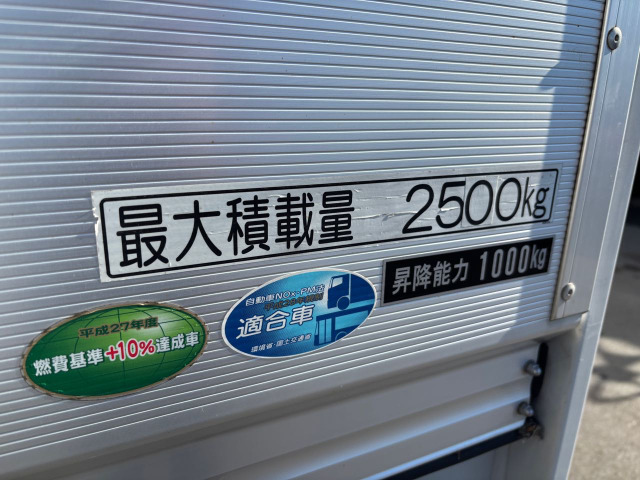 最大積載量 2500kg
昇降能力 1000kg
自動車NOx・PM法
適合車
環境省・国土交通省
平成27年度
燃費基準+10%達成車